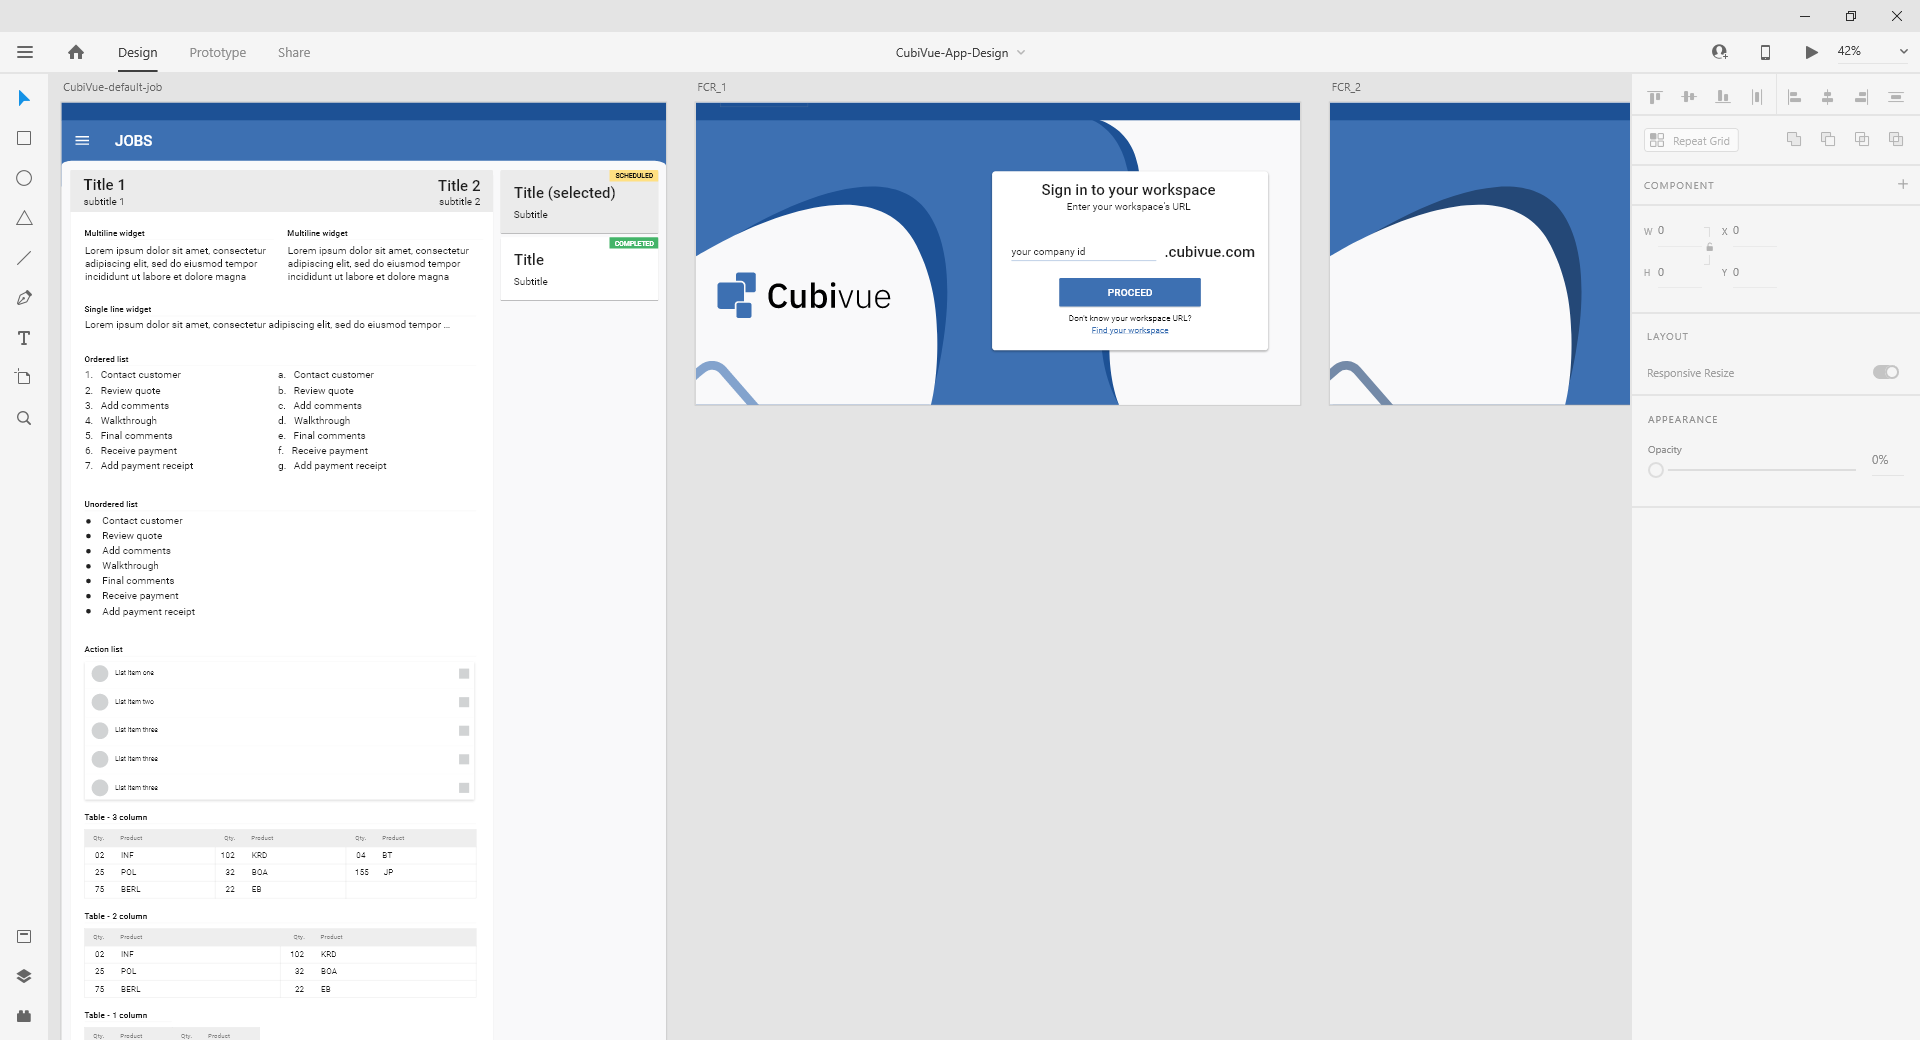 Design
Prototype
Share
CubiVue-App-Design
42%
CubiVue-default-job
JOBS
Title 1
subtitle 1
Title 2
subtitle 2
SCHEDULED
Title (selected)
Subtitle
COMPLETED
Title
Subtitle
Multiline widget
Lorem ipsum dolor sit amet, consectetur
adipiscing elit, sed do eiusmod tempor
incididunt ut labore et dolore magna
Multiline widget
Lorem ipsum dolor sit amet, consectetur
adipiscing elit, sed do eiusmod tempor
incididunt ut labore et dolore magna
Single line widget
Lorem ipsum dolor sit amet, consectetur adipiscing elit, sed do eiusmod tempor ...
Ordered list
1. Contact customer
2. Review quote
3. Add comments
4. Walkthrough
5. Final comments
6. Receive payment
7. Add payment receipt
a. Contact customer
b. Review quote
c. Add comments
d. Walkthrough
e. Final comments
f. Receive payment
g. Add payment receipt
Unordered list
● Contact customer
● Review quote
● Add comments
● Walkthrough
● Final comments
● Receive payment
● Add payment receipt
Action list
List item one
List item two
List item three
List item three
List item three
Table - 3 column
Qty. Product Qty. Product Qty. Product
02 INF 102 KRD 04 BT
25 POL 32 BOA 155 JP
75 BERL 22 EB
Table - 2 column
Qty. Product Qty. Product
02 INF 102 KRD
25 POL 32 BOA
75 BERL 22 EB
Table - 1 column
Qty. Product Qty. Product
FCR_1
Cubivue
Sign in to your workspace
Enter your workspace's URL
your company id .cubivue.com
PROCEED
Don't know your workspace URL?
Find your workspace
FCR_2
Repeat Grid
COMPONENT
W 0 X 0
H 0 Y 0
LAYOUT
Responsive Resize
APPEARANCE
Opacity
0%